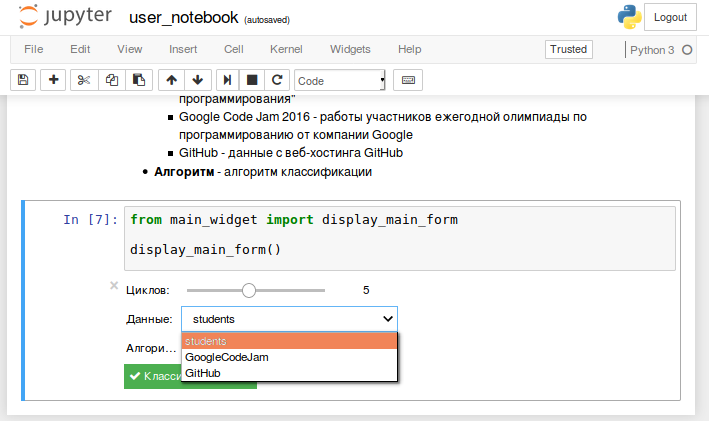 jupyter user_notebook (autosaved) Logout
File Edit View Insert Cell Kernel Widgets Help Trusted Python 3
Code
программирования"
Google Code Jam 2016 - работы участников ежегодной олимпиады по
программированию от компании Google
GitHub - данные с веб-хостинга GitHub
Алгоритм - алгоритм классификации
In [7]: from main_widget import display_main_form
display_main_form()
Циклов: 5
Данные: students
students
Алгори...
GoogleCodeJam
GitHub
Класси